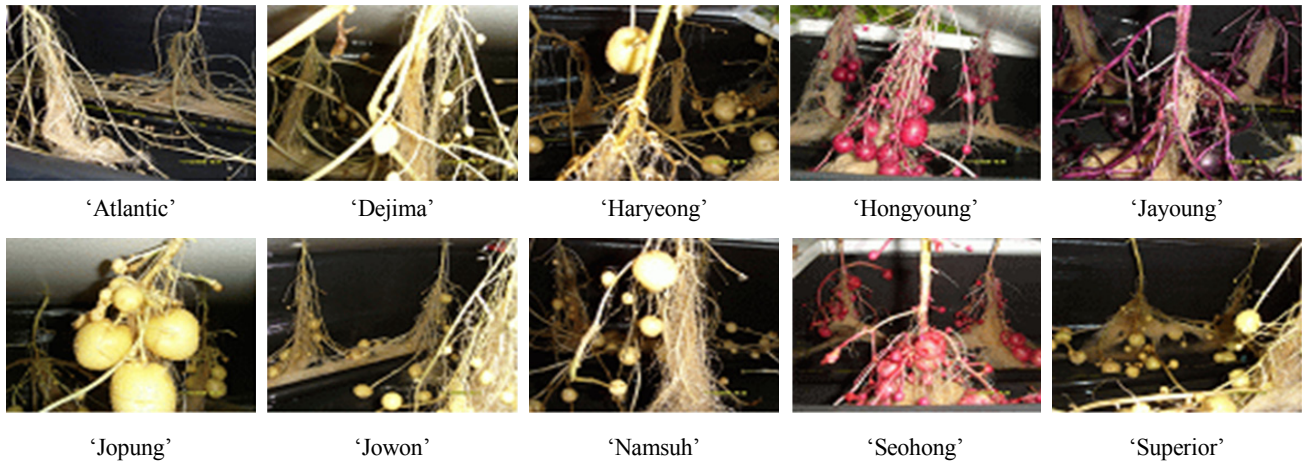 ‘Atlantic’ ‘Dejima’ ‘Haryeong’ ‘Hongyoung’ ‘Jayoung’
‘Jopung’ ‘Jowon’ ‘Namsuh’ ‘Seohong’ ‘Superior’